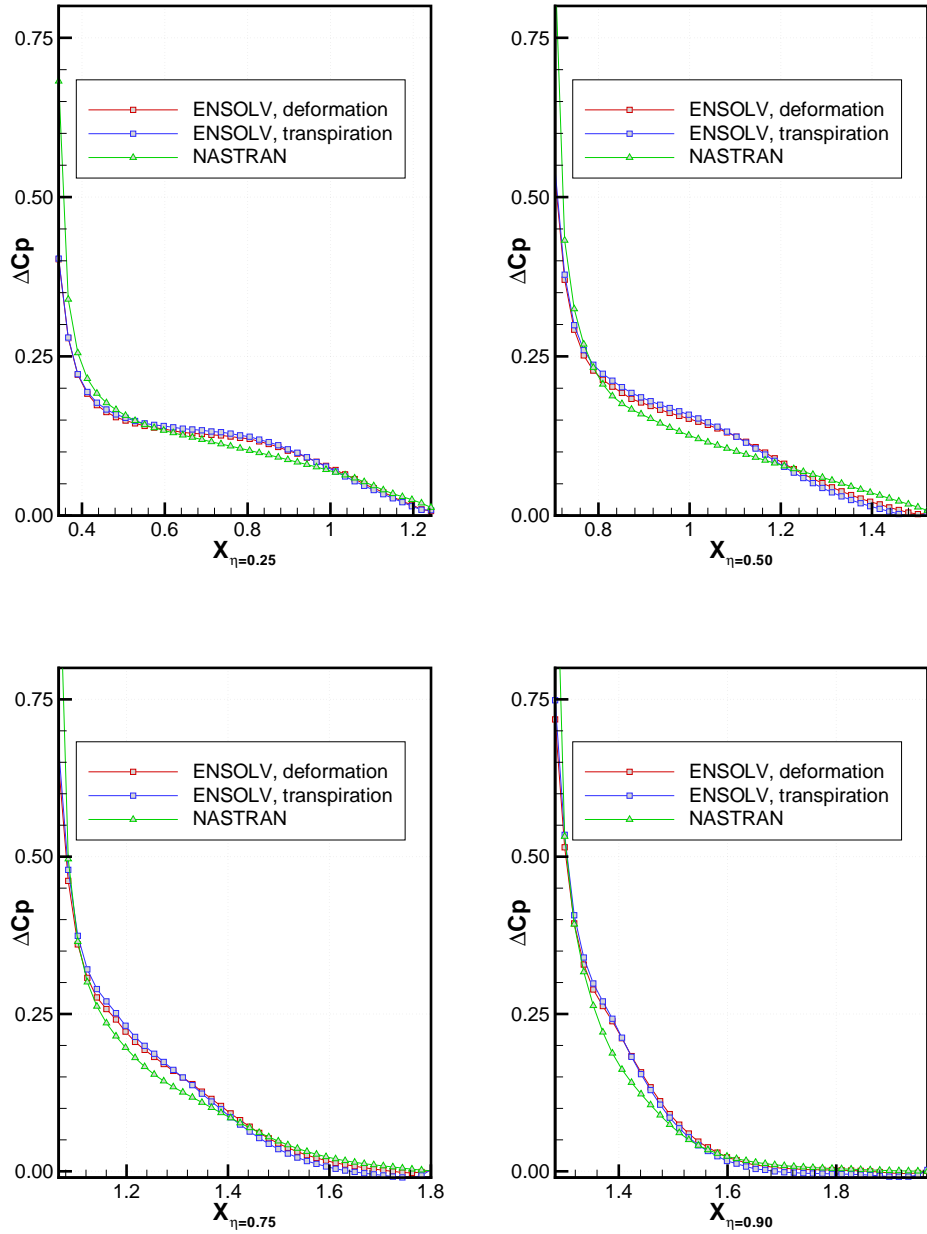 0.75
0.50
0.25
0.00
ΔCp
ENSOLV, deformation
ENSOLV, transpiration
NASTRAN
0.4 0.6 0.8 1 1.2
X η=0.25
0.75
0.50
0.25
0.00
ΔCp
ENSOLV, deformation
ENSOLV, transpiration
NASTRAN
0.8 1 1.2 1.4
X η=0.50
0.75
0.50
0.25
0.00
ΔCp
ENSOLV, deformation
ENSOLV, transpiration
NASTRAN
1.2 1.4 1.6 1.8
X η=0.75
0.75
0.50
0.25
0.00
ΔCp
ENSOLV, deformation
ENSOLV, transpiration
NASTRAN
1.4 1.6 1.8
X η=0.90